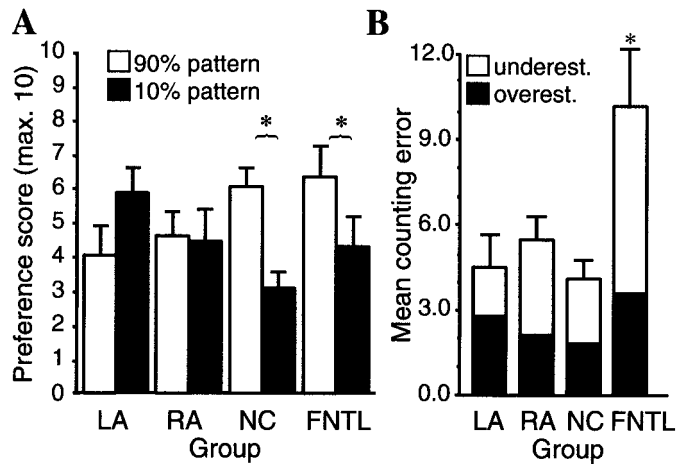 A
Preference score (max. 10)
10
9
8
7
6
5
4
3
2
1
0
90% pattern
10% pattern
*
*
LA RA NC FNTL
Group
B
Mean counting error
12.0
9.0
6.0
3.0
0.0
underest.
overest.
*
LA RA NC FNTL
Group